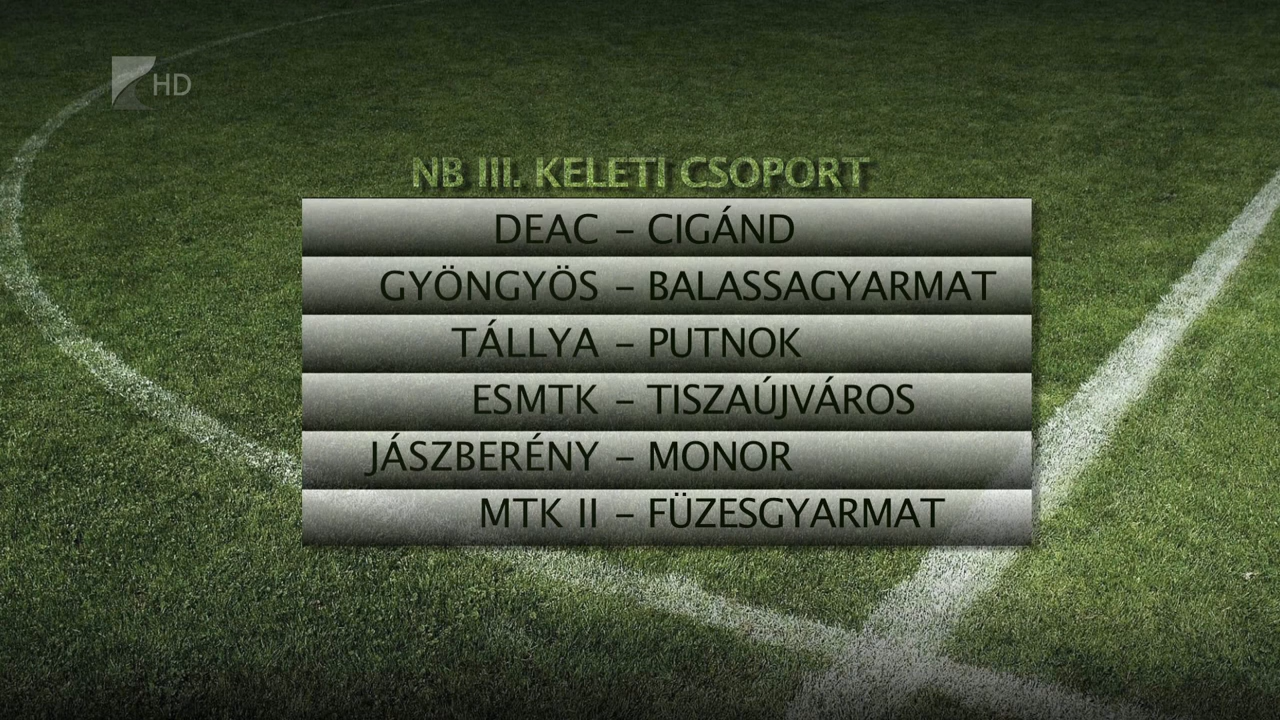 HD
NB III. KELETI CSOPORT
DEAC – CIGÁND
GYÖNGYÖS – BALASSAGYARMAT
TÁLLYA – PUTNOK
ESMTK – TISZAÚJVÁROS
JÁSZBERÉNY – MONOR
MTK II – FÜZESGYARMAT